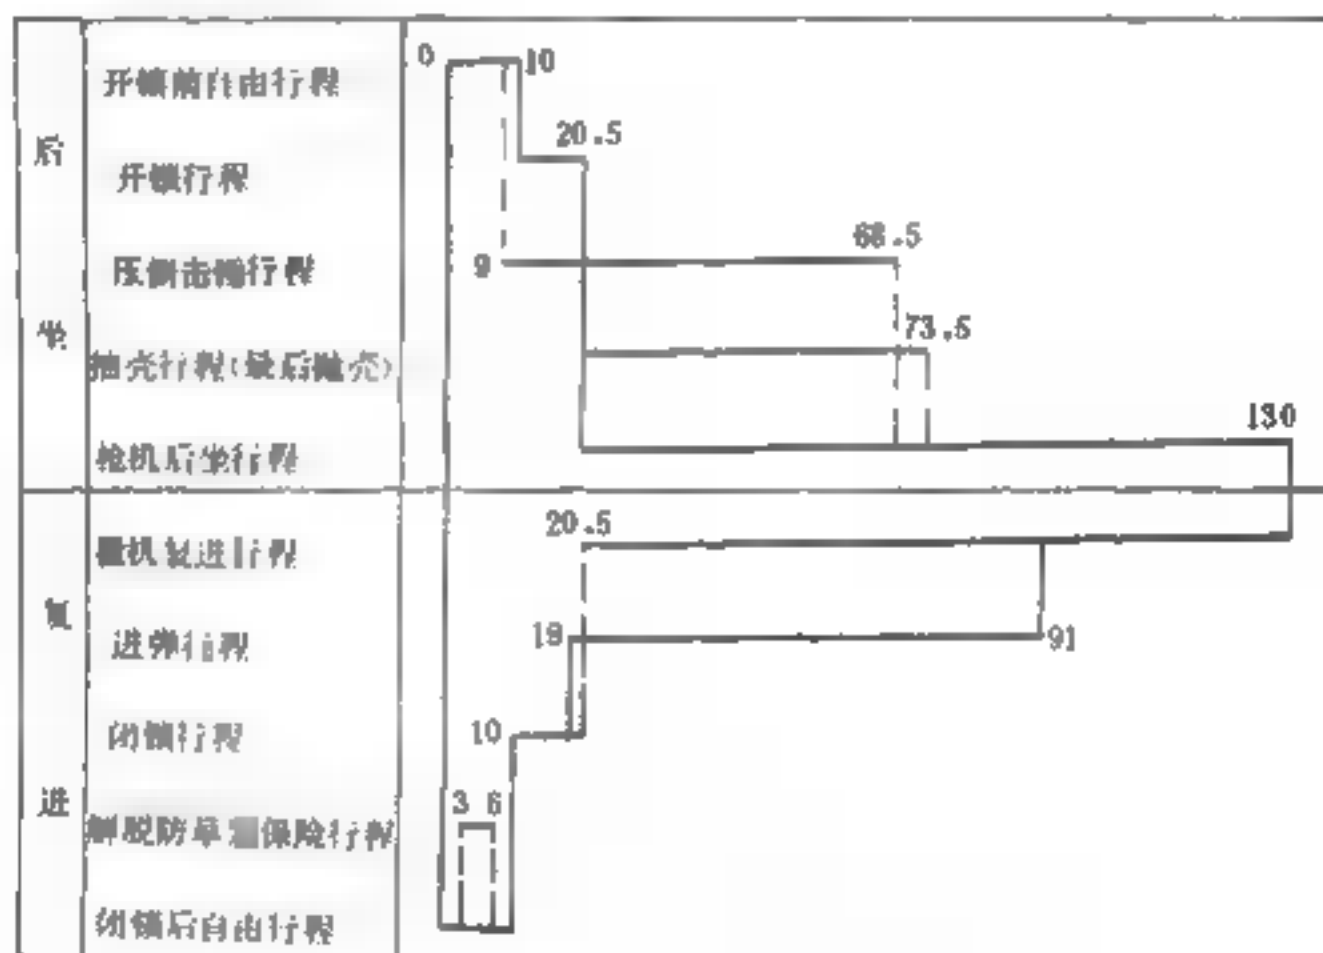 后坐
开锁前自由行程
0
10
开锁行程
20.5
压倒击锤行程
9
68.5
抽壳行程(最后抛壳)
73.5
枪机后坐行程
130
复进
枪机复进行程
20.5
进弹行程
19
91
闭锁行程
10
解脱防早发保险行程
3 6
闭锁后自由行程